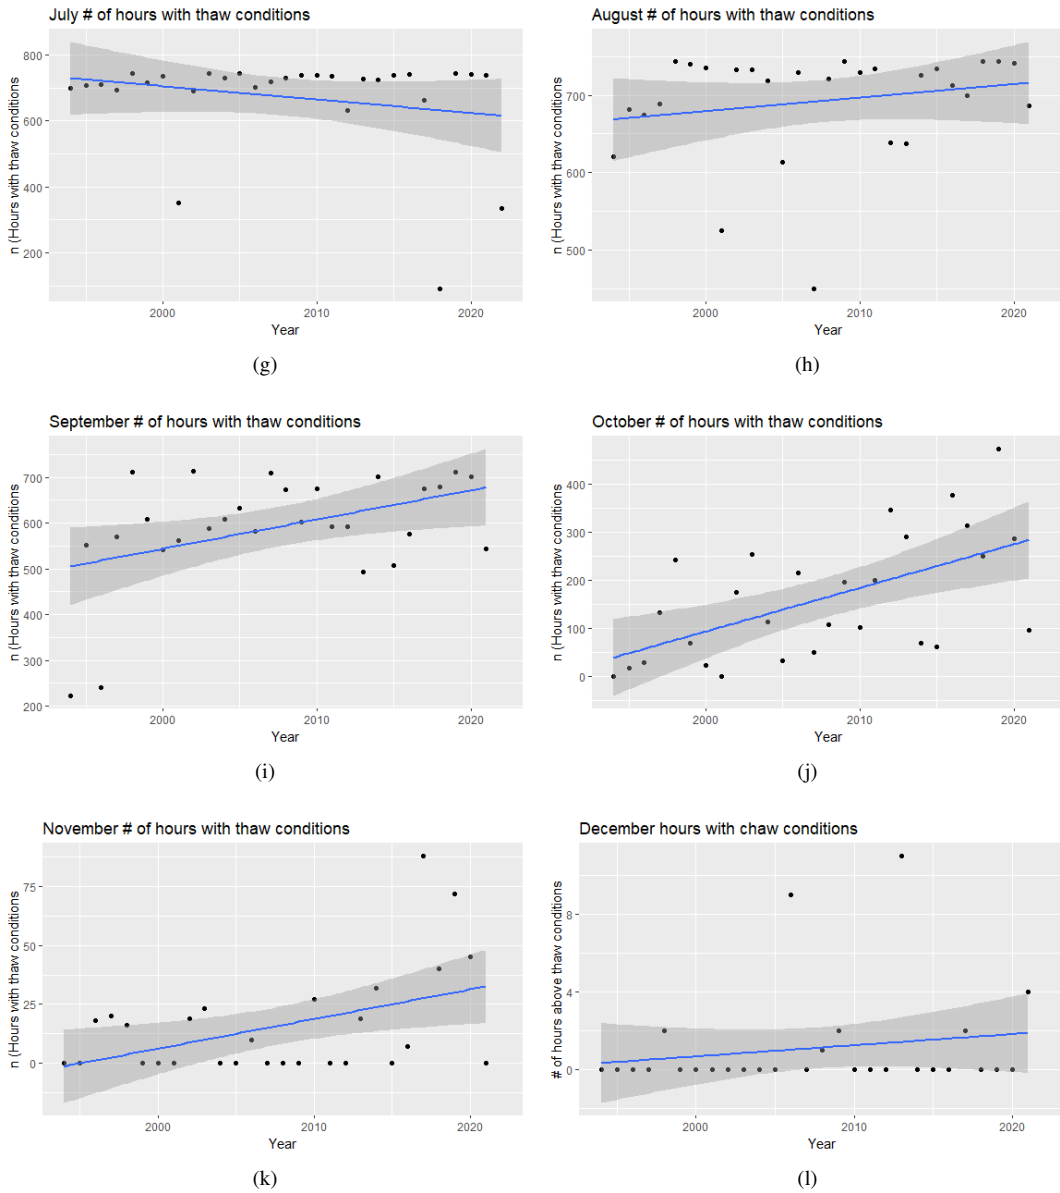 July # of hours with thaw conditions
n (Hours with thaw conditions
800
600
400
200
2000 2010 2020
Year
(g)
August # of hours with thaw conditions
n (Hours with thaw conditions
700
600
500
2000 2010 2020
Year
(h)
September # of hours with thaw conditions
n (Hours with thaw conditions
700
600
500
400
300
200
2000 2010 2020
Year
(i)
October # of hours with thaw conditions
n (Hours with thaw conditions
400
300
200
100
0
2000 2010 2020
Year
(j)
November # of hours with thaw conditions
n (Hours with thaw conditions
75
50
25
0
2000 2010 2020
Year
(k)
December hours with chaw conditions
# of hours above thaw conditions
8
4
0
2000 2010 2020
Year
(l)